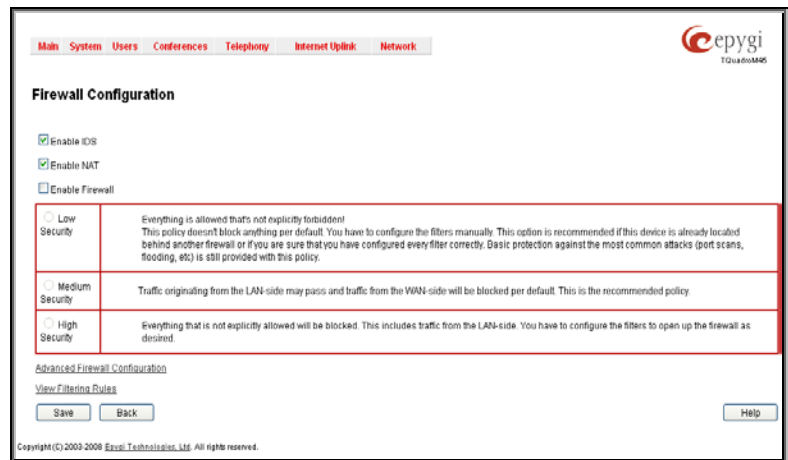 Main System Users Conferences Telephony Internet Uplink Network
epygi
TQuadroM45
Firewall Configuration
Enable IDS
Enable NAT
Enable Firewall
Low Security
Everything is allowed that's not explicitly forbidden!
This policy doesn't block anything per default. You have to configure the filters manually. This option is recommended if this device is already located
behind another firewall or if you are sure that you have configured every filter correctly. Basic protection against the most common attacks (port scans,
flooding, etc) is still provided with this policy.
Medium Security
Traffic originating from the LAN-side may pass and traffic from the WAN-side will be blocked per default. This is the recommended policy.
High Security
Everything that is not explicitly allowed will be blocked. This includes traffic from the LAN-side. You have to configure the filters to open up the firewall as
desired.
Advanced Firewall Configuration
View Filtering Rules
Save Back Help
Copyright (C) 2003-2008 Epygi Technologies, Ltd. All rights reserved.